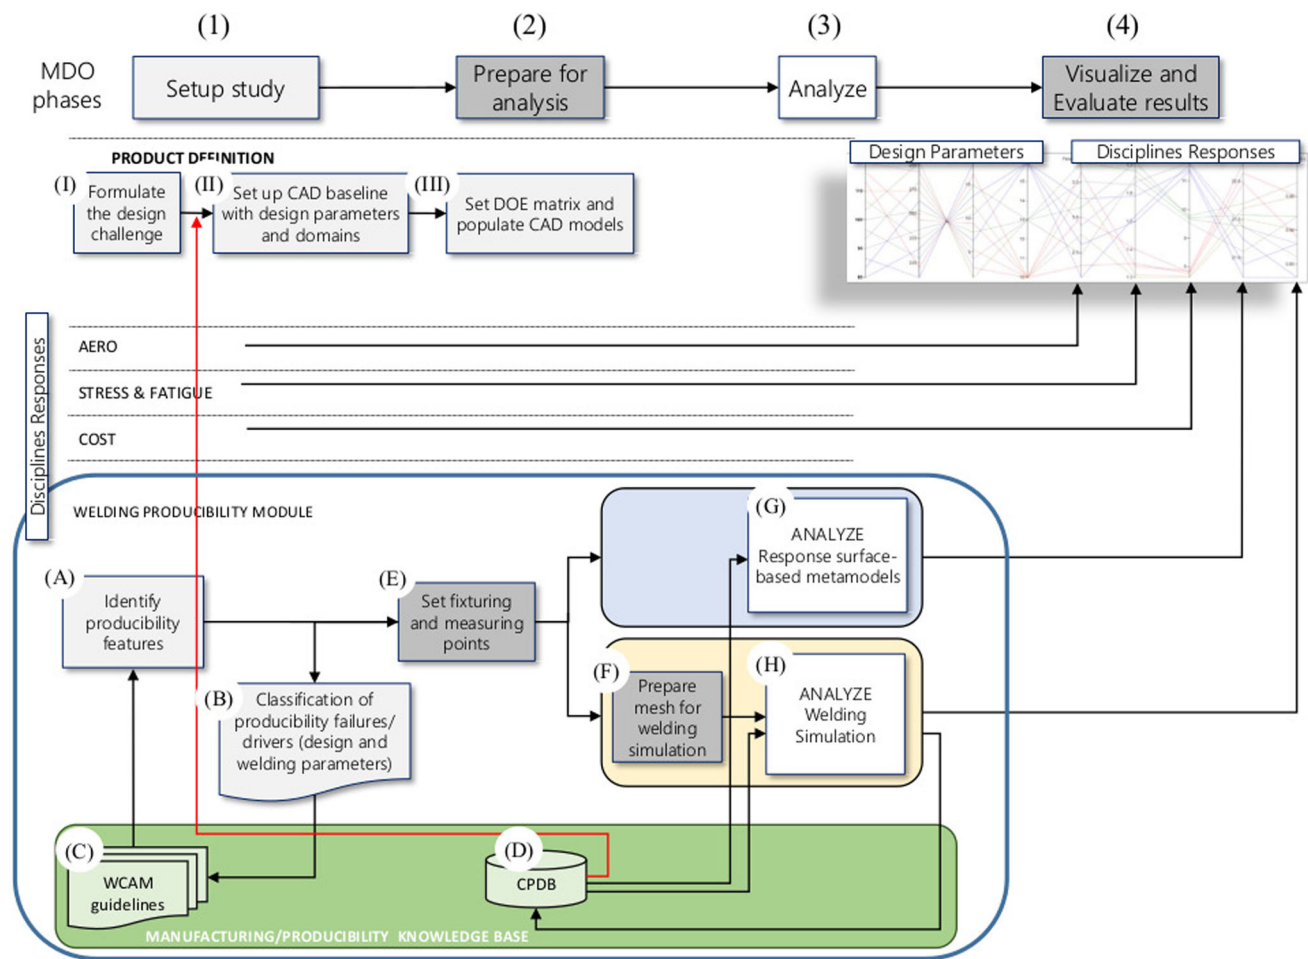 (1)
(2)
(3)
(4)
MDO
phases
Setup study
Prepare for
analysis
Analyze
Visualize and
Evaluate results
PRODUCT DEFINITION
(I)
Formulate
the design
challenge
(II)
Set up CAD baseline
with design parameters
and domains
(III)
Set DOE matrix and
populate CAD models
Design Parameters
Disciplines Responses
Disciplines Responses
AERO
STRESS & FATIGUE
COST
WELDING PRODUCIBILITY MODULE
(A)
Identify
producibility
features
(B)
Classification of
producibility failures/
drivers (design and
welding parameters)
(E)
Set fixturing
and measuring
points
(G)
ANALYZE
Response surface-
based metamodels
(F)
Prepare
mesh for
welding
simulation
(H)
ANALYZE
Welding
Simulation
(C)
WCAM
guidelines
(D)
CPDB
MANUFACTURING/PRODUCIBILITY KNOWLEDGE BASE